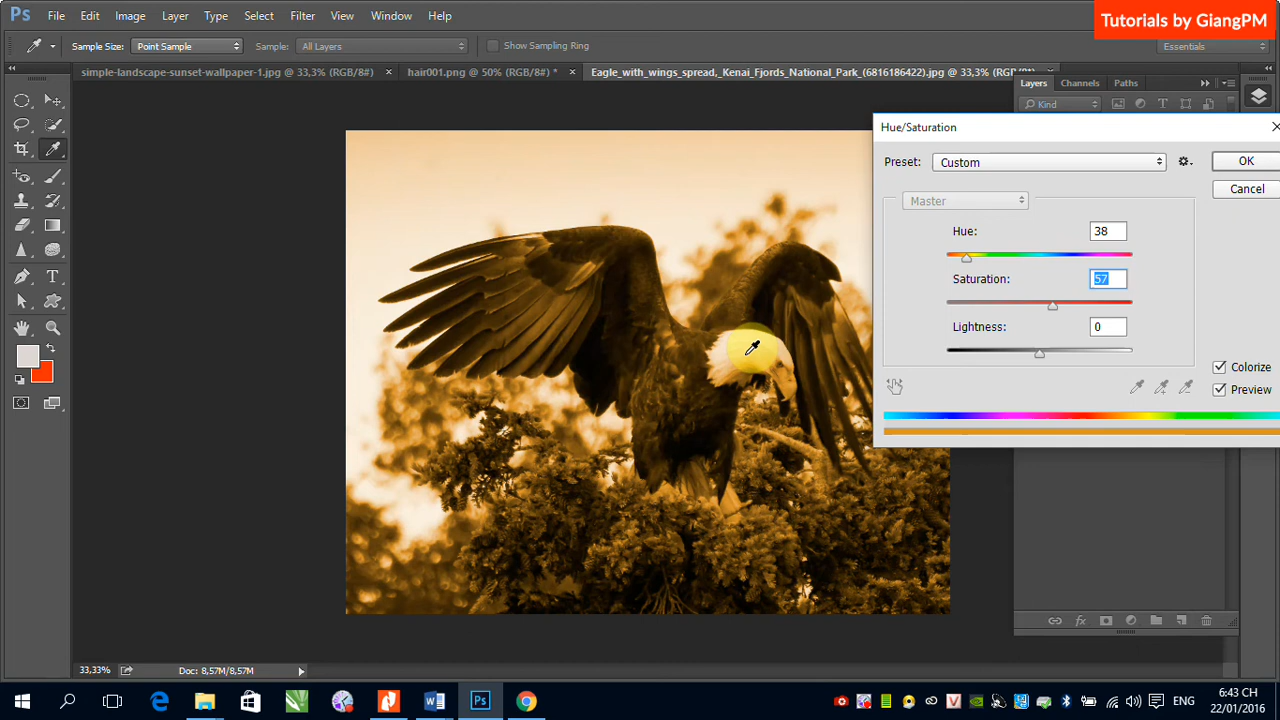 Ps File Edit Image Layer Type Select Filter View Window Help
Tutorials by GiangPM
Sample Size: Point Sample Sample: All Layers Show Sampling Ring
Essentials
simple-landscape-sunset-wallpaper-1.jpg @ 33,3% (RGB/8#) × hair001.png @ 50% (RGB/8#) * × Eagle_with_wings_spread,_Kenai_Fjords_National_Park_(6816186422).jpg @ 33,3% (RGB/8#)
Layers Channels Paths
Kind
Hue/Saturation
Preset: Custom
OK
Cancel
Master
Hue: 38
Saturation: 57
Lightness: 0
Colorize
Preview
33,33% Doc: 8,57M/8,57M
ENG
6:43 CH
22/01/2016